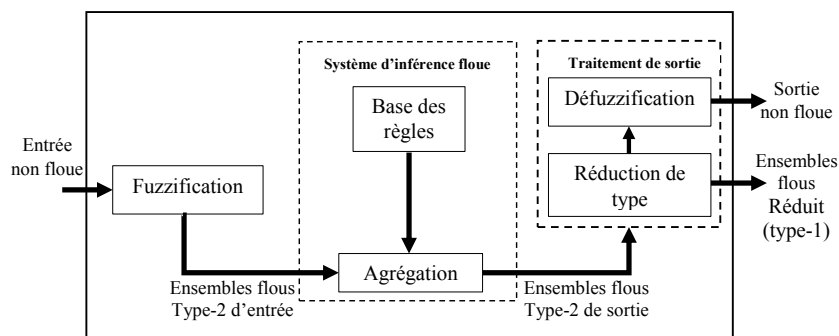 Système d'inférence floue
Traitement de sortie
Base des
règles
Défuzzification
Sortie
non floue
Entrée
non floue
Fuzzification
Réduction de
type
Ensembles
flous
Réduit
(type-1)
Agrégation
Ensembles flous
Type-2 d'entrée
Ensembles flous
Type-2 de sortie